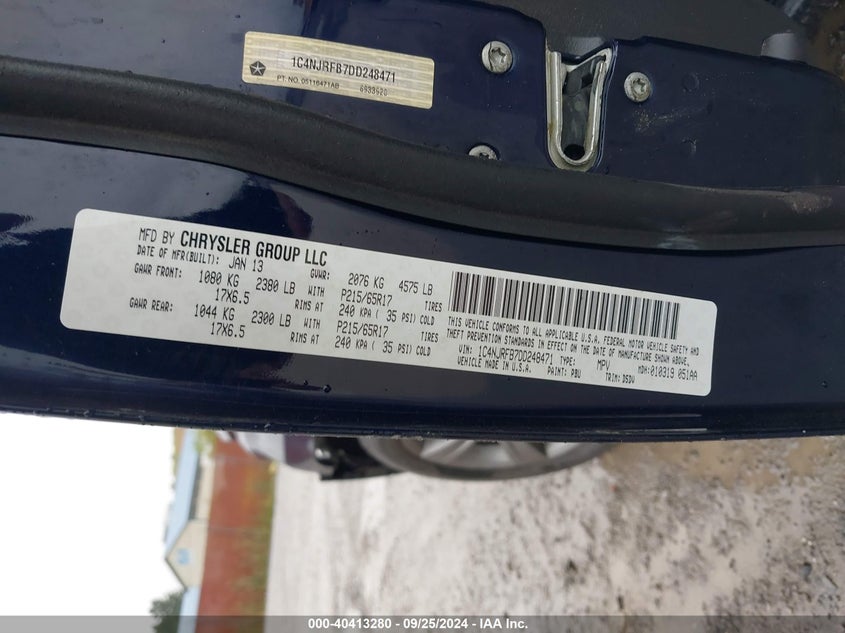 1C4NJRFB7DD248471
PT. NO. 05116471AB 6933520
MFD BY CHRYSLER GROUP LLC
DATE OF MFR(BUILT): JAN 13 GVWR: 2076 KG 4575 LB
GAWR FRONT: 1080 KG 2380 LB WITH P215/65R17 TIRES
17X6.5 RIMS AT 240 KPA ( 35 PSI) COLD
GAWR REAR: 1044 KG 2300 LB WITH P215/65R17 TIRES
17X6.5 RIMS AT 240 KPA ( 35 PSI) COLD
THIS VEHICLE CONFORMS TO ALL APPLICABLE U.S.A. FEDERAL MOTOR VEHICLE SAFETY AND
THEFT PREVENTION STANDARDS IN EFFECT ON THE DATE OF MANUFACTURE SHOWN ABOVE.
VIN: 1C4NJRFB7DD248471 TYPE: MPV MDH:010319 051AA
VEHICLE MADE IN U.S.A. PAINT: PBU TRIM: DSDV
000-40413280 - 09/25/2024 - IAA Inc.